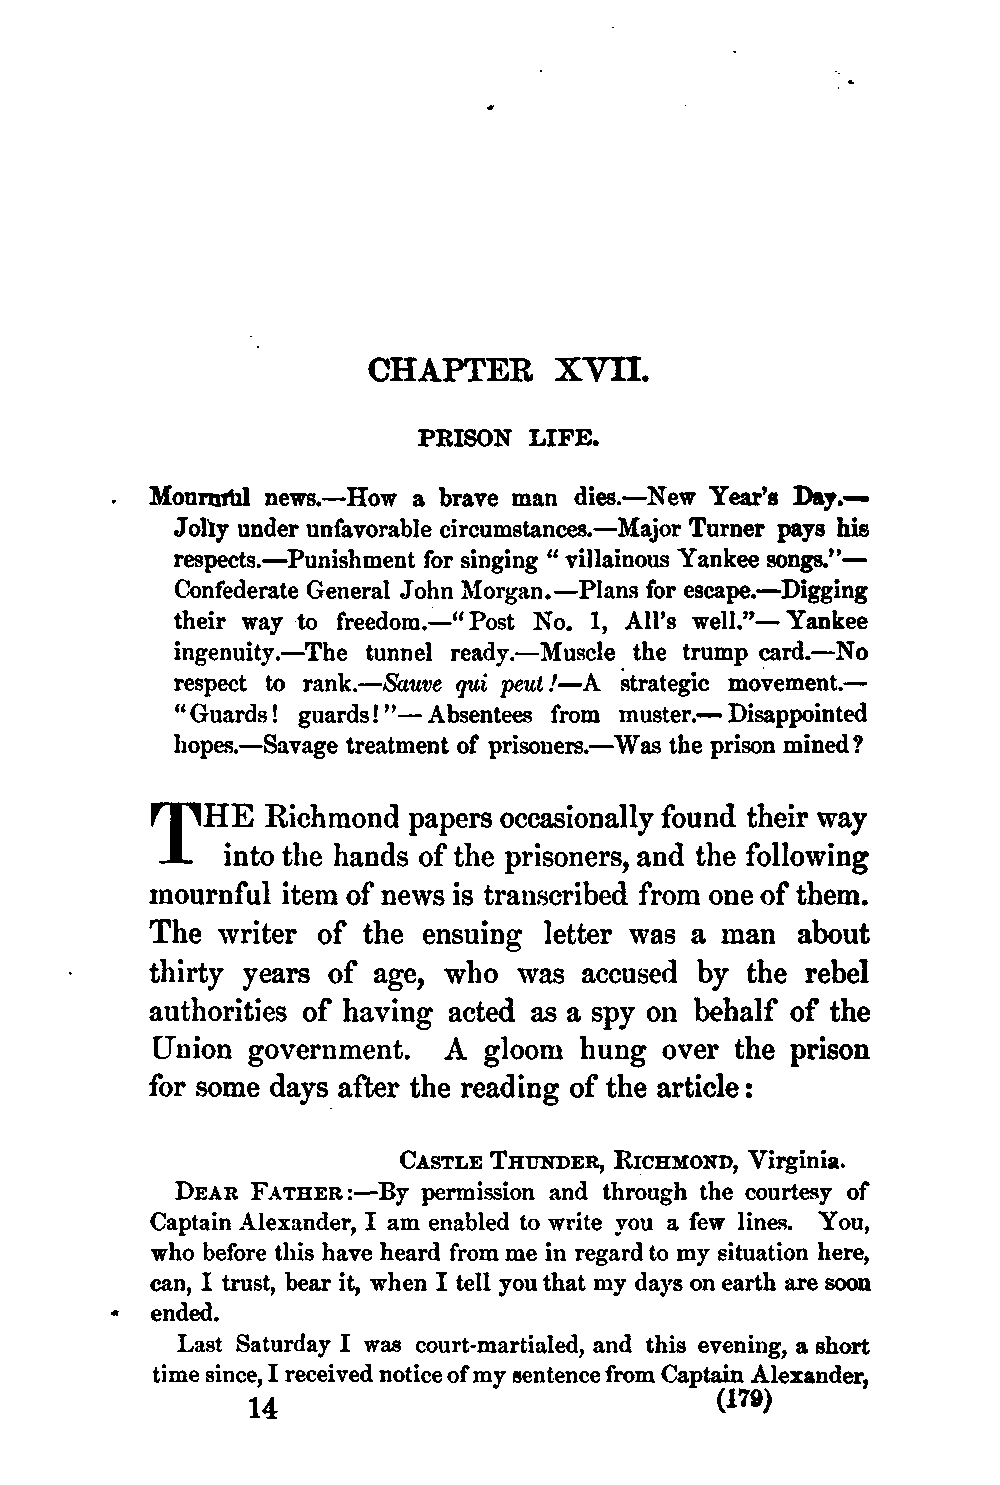 CHAPTER XVII.
PRISON LIFE.
Mournful news.—How a brave man dies.—New Year's Day.—
Jolly under unfavorable circumstances.—Major Turner pays his
respects.—Punishment for singing "villainous Yankee songs."—
Confederate General John Morgan.—Plans for escape.—Digging
their way to freedom.—"Post No. 1, All's well."—Yankee
ingenuity.—The tunnel ready.—Muscle the trump card.—No
respect to rank.—Sauve qui peut!—A strategic movement.—
"Guards! guards!"—Absentees from muster.—Disappointed
hopes.—Savage treatment of prisoners.—Was the prison mined?
THE Richmond papers occasionally found their way
into the hands of the prisoners, and the following
mournful item of news is transcribed from one of them.
The writer of the ensuing letter was a man about
thirty years of age, who was accused by the rebel
authorities of having acted as a spy on behalf of the
Union government. A gloom hung over the prison
for some days after the reading of the article:
CASTLE THUNDER, RICHMOND, Virginia.
DEAR FATHER:—By permission and through the courtesy of
Captain Alexander, I am enabled to write you a few lines. You,
who before this have heard from me in regard to my situation here,
can, I trust, bear it, when I tell you that my days on earth are soon
ended.
Last Saturday I was court-martialed, and this evening, a short
time since, I received notice of my sentence from Captain Alexander,
14 (179)